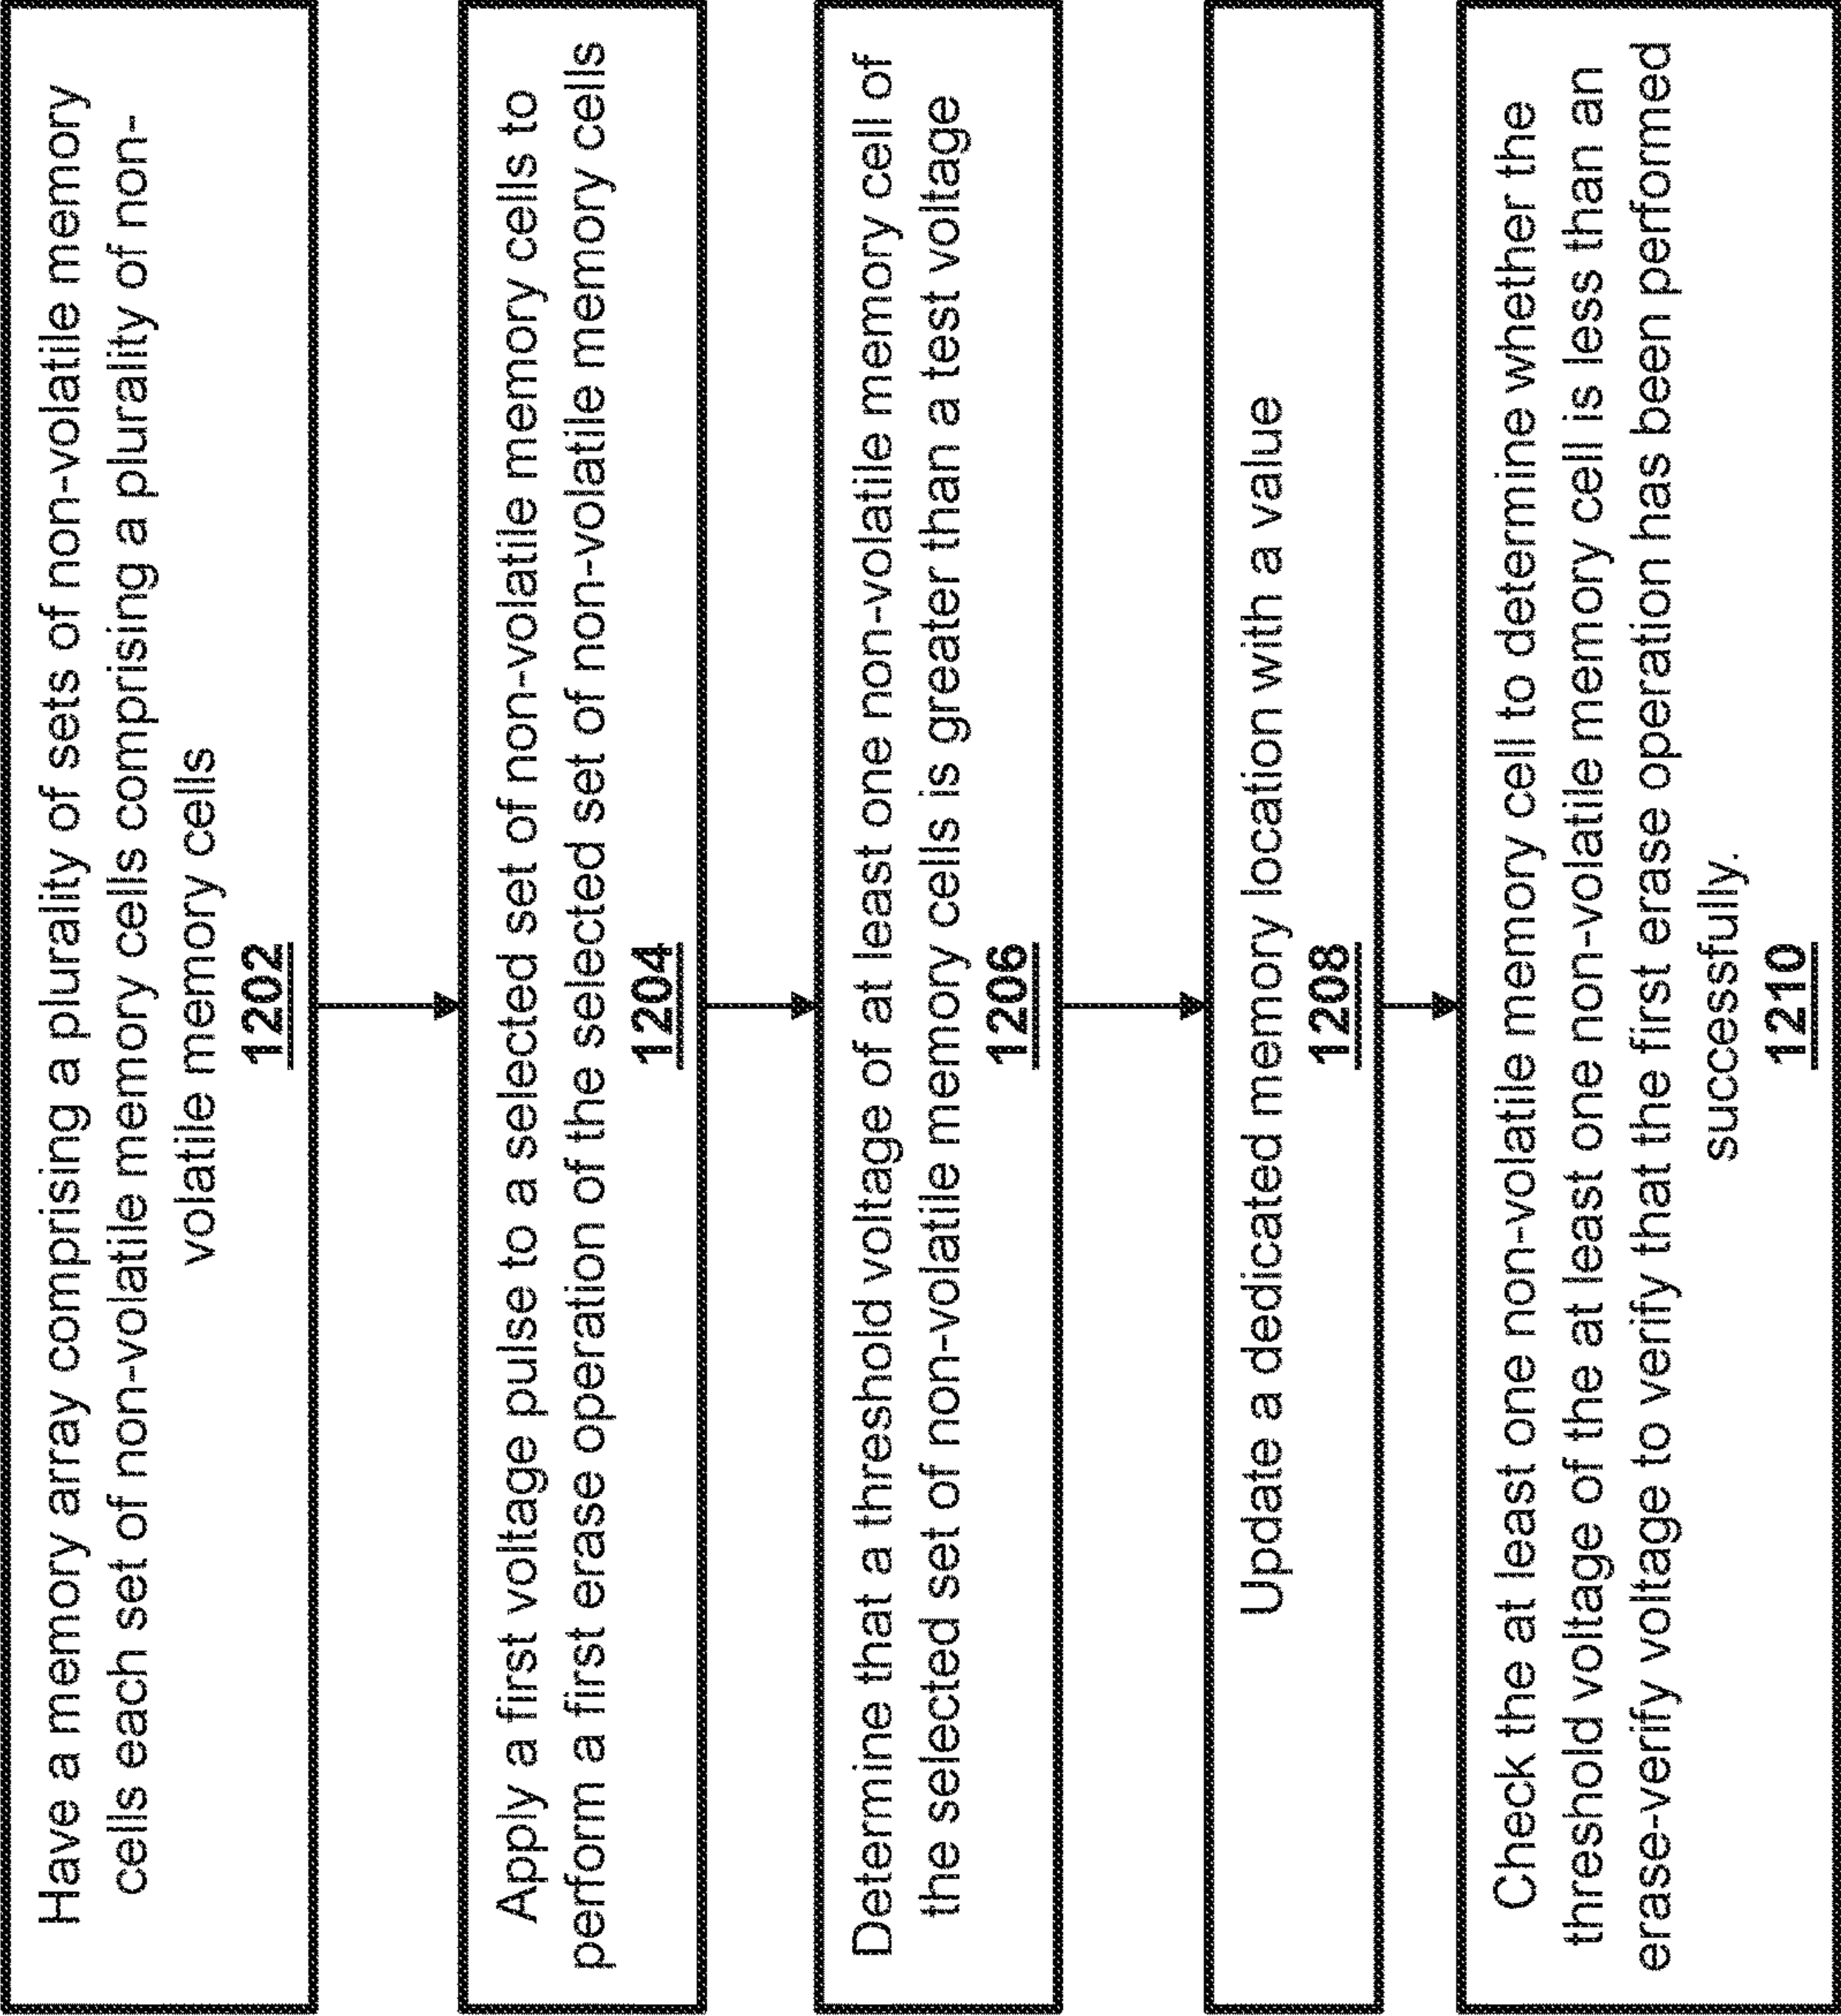 Have a memory array comprising a plurality of sets of non-volatile memory
cells each set of non-volatile memory cells comprising a plurality of non-
volatile memory cells
1202
Apply a first voltage pulse to a selected set of non-volatile memory cells to
perform a first erase operation of the selected set of non-volatile memory cells
1204
Determine that a threshold voltage of at least one non-volatile memory cell of
the selected set of non-volatile memory cells is greater than a test voltage
1206
Update a dedicated memory location with a value
1208
Check the at least one non-volatile memory cell to determine whether the
threshold voltage of the at least one non-volatile memory cell is less than an
erase-verify voltage to verify that the first erase operation has been performed
successfully.
1210